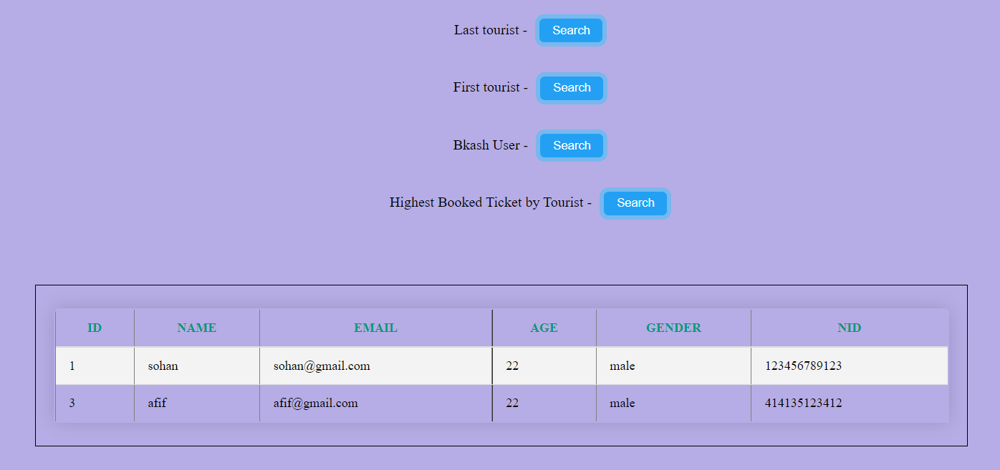 Last tourist - Search
First tourist - Search
Bkash User - Search
Highest Booked Ticket by Tourist - Search
ID NAME EMAIL AGE GENDER NID
1 sohan sohan@gmail.com 22 male 123456789123
3 afif afif@gmail.com 22 male 414135123412